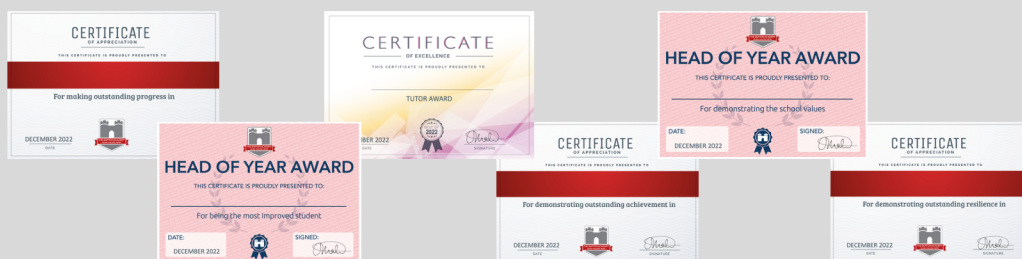 CERTIFICATE
OF APPRECIATION
THIS CERTIFICATE IS PROUDLY PRESENTED TO
For making outstanding progress in
DECEMBER 2022
DATE
HEAD OF YEAR AWARD
THIS CERTIFICATE IS PROUDLY PRESENTED TO:
For being the most improved student
DATE:
DECEMBER 2022
SIGNED:
CERTIFICATE
OF EXCELLENCE
THIS CERTIFICATE IS PROUDLY PRESENTED TO
TUTOR AWARD
BER 2022
DATE
2022
SIGNATURE
CERTIFICATE
OF APPRECIATION
THIS CERTIFICATE IS PROUDLY PRESENTED TO
For demonstrating outstanding achievement in
DECEMBER 2022
DATE
SIGNATURE
HEAD OF YEAR AWARD
THIS CERTIFICATE IS PROUDLY PRESENTED TO:
For demonstrating the school values
DATE:
DECEMBER 2022
SIGNED:
CERTIFICATE
OF APPRECIATION
THIS CERTIFICATE IS PROUDLY PRESENTED TO
For demonstrating outstanding resilience in
DECEMBER 2022
DATE
SIGNATURE